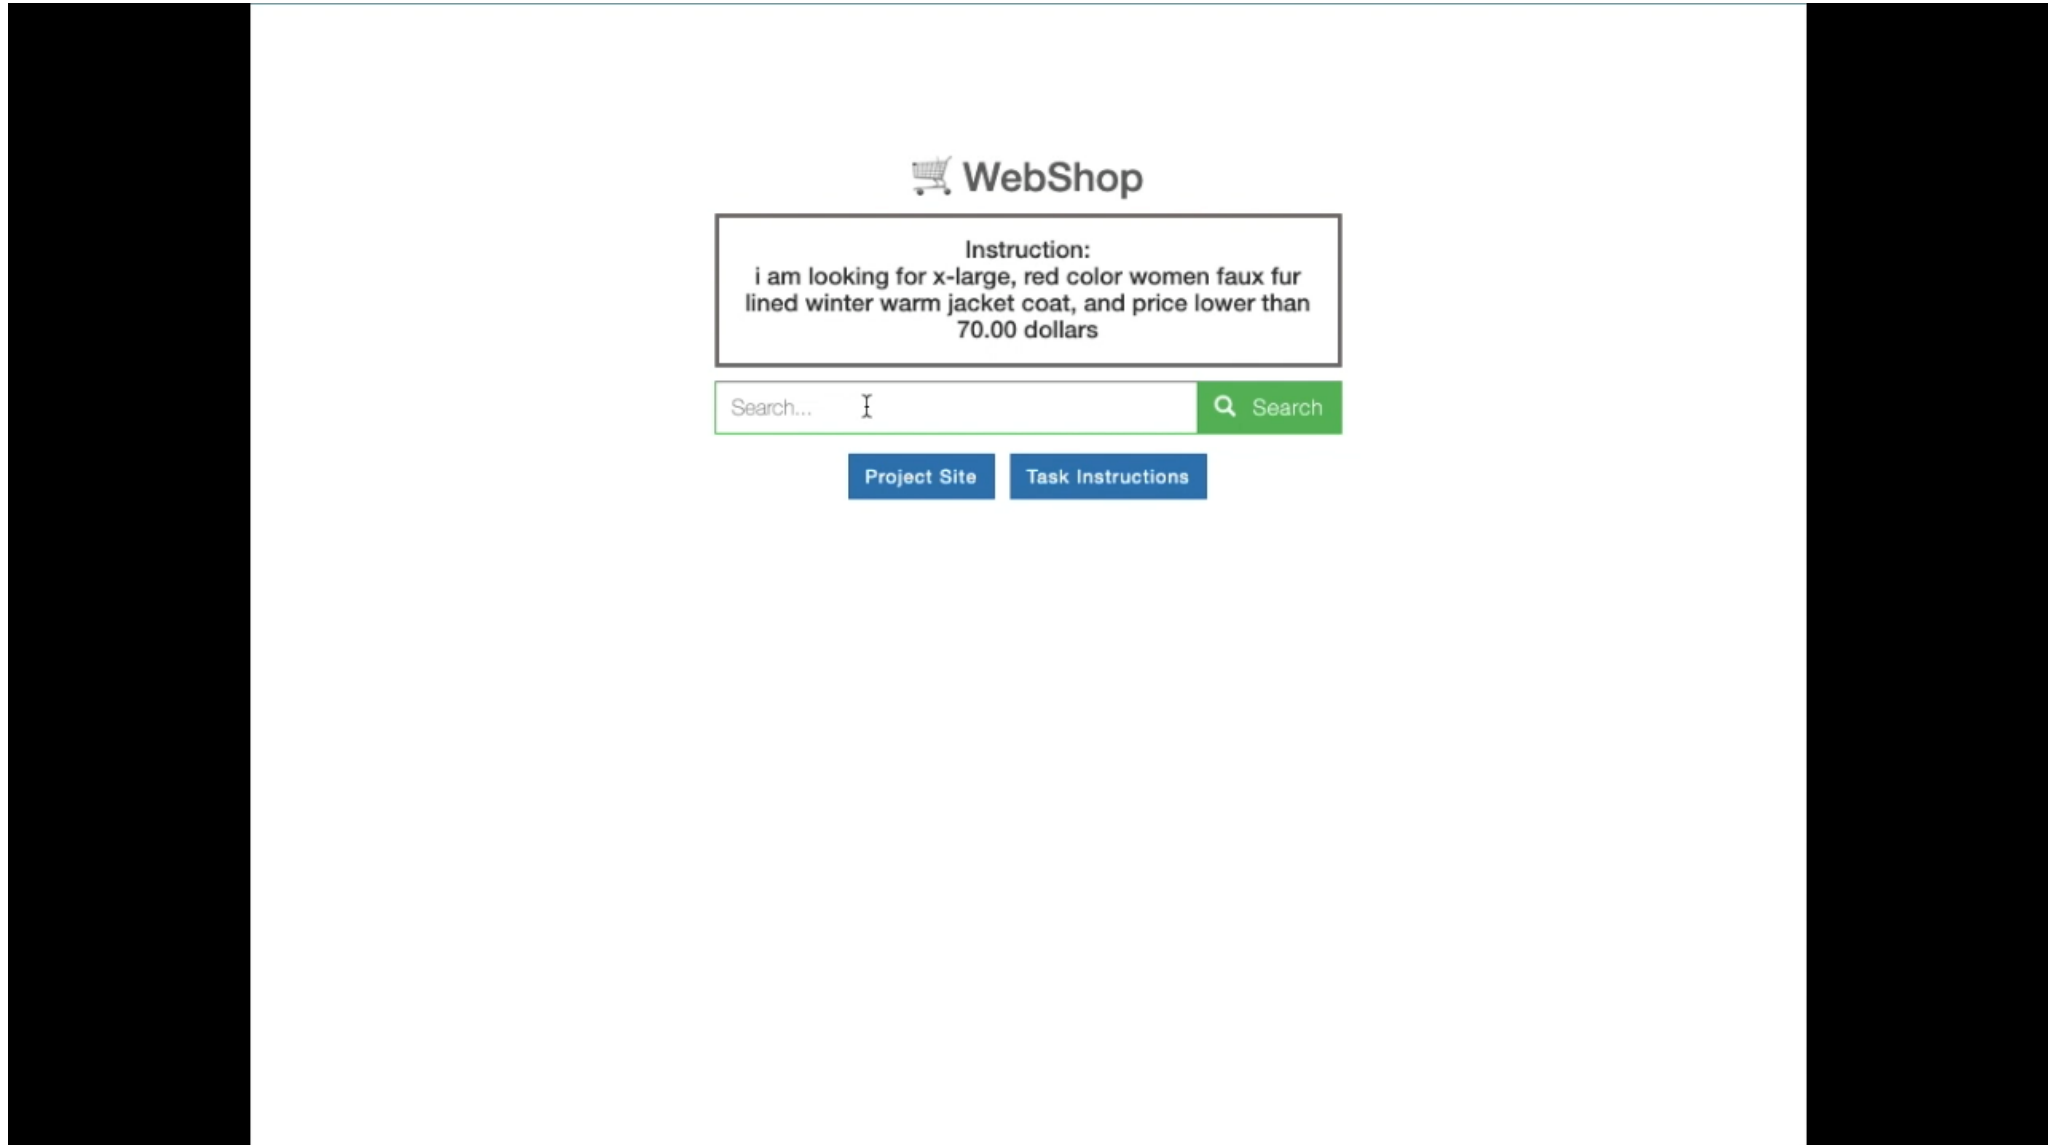 WebShop
Instruction:
i am looking for x-large, red color women faux fur
lined winter warm jacket coat, and price lower than
70.00 dollars
Search...
Search
Project Site
Task Instructions